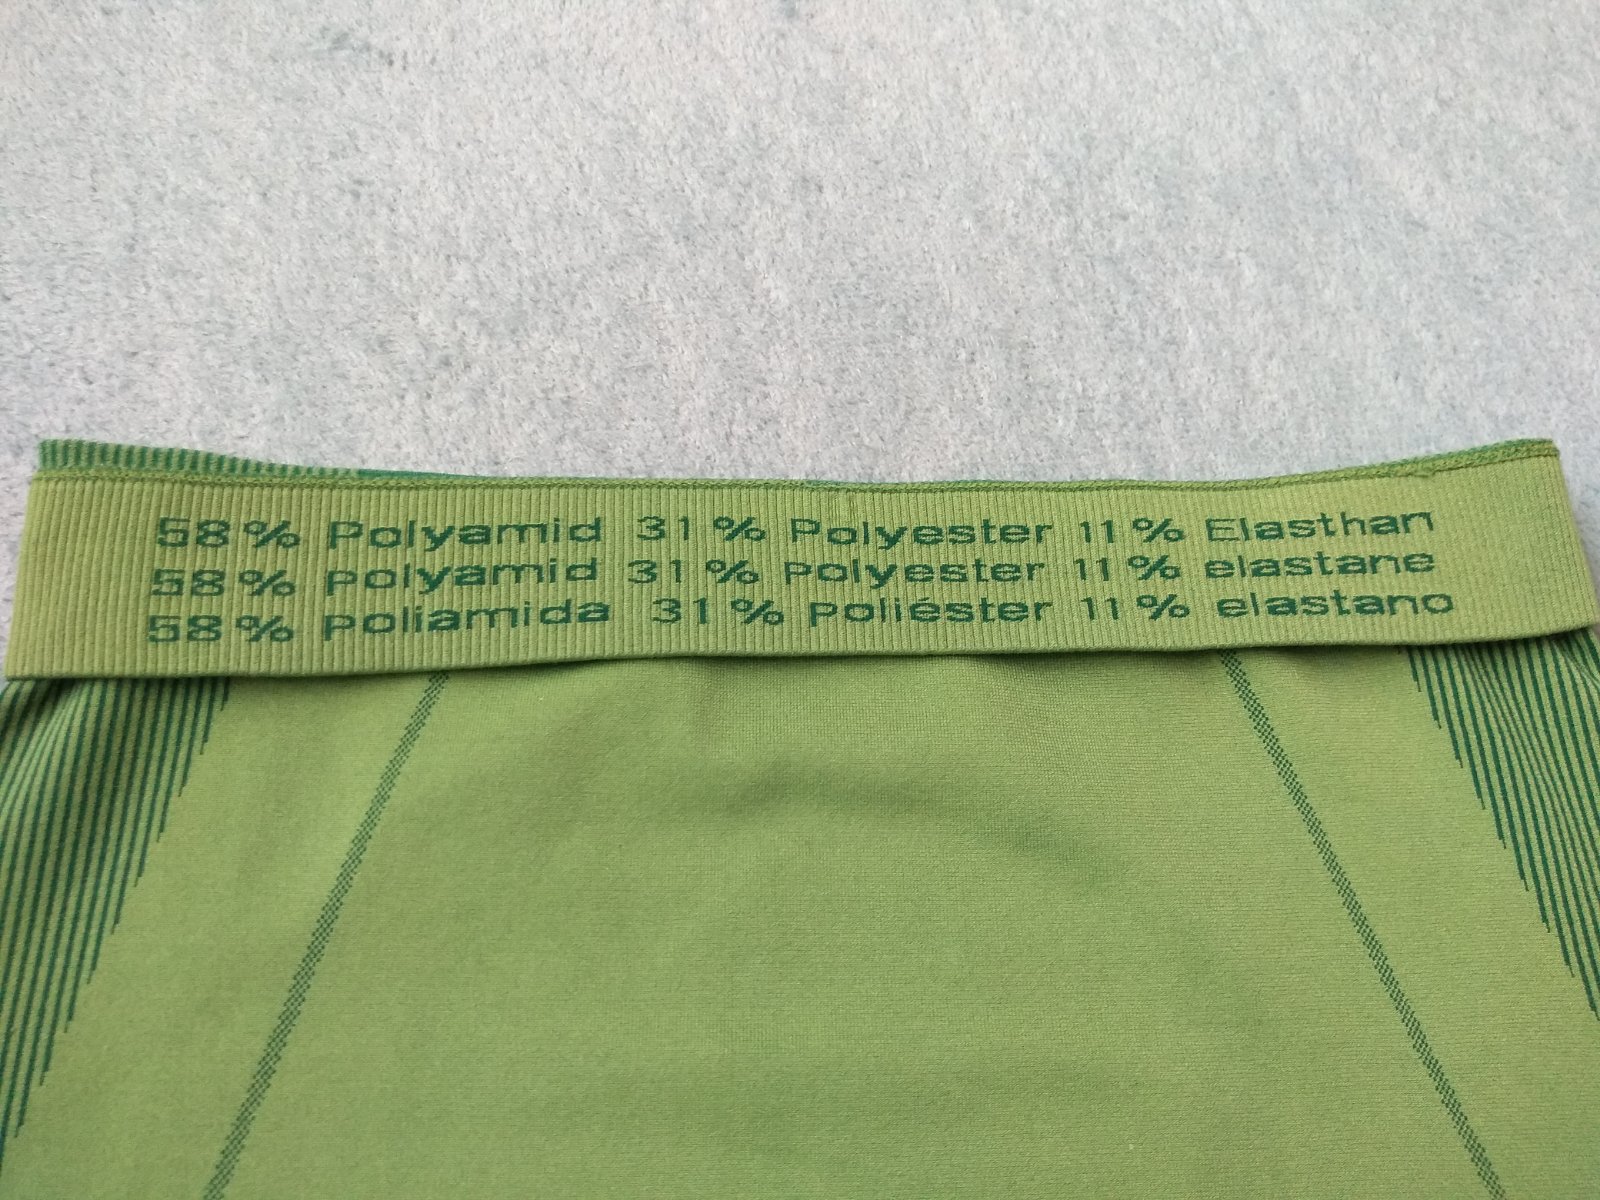 58% Polyamid 31% Polyester 11% Elasthan
58% polyamid 31% polyester 11% elastane
58% poliamida 31% poliéster 11% elastano